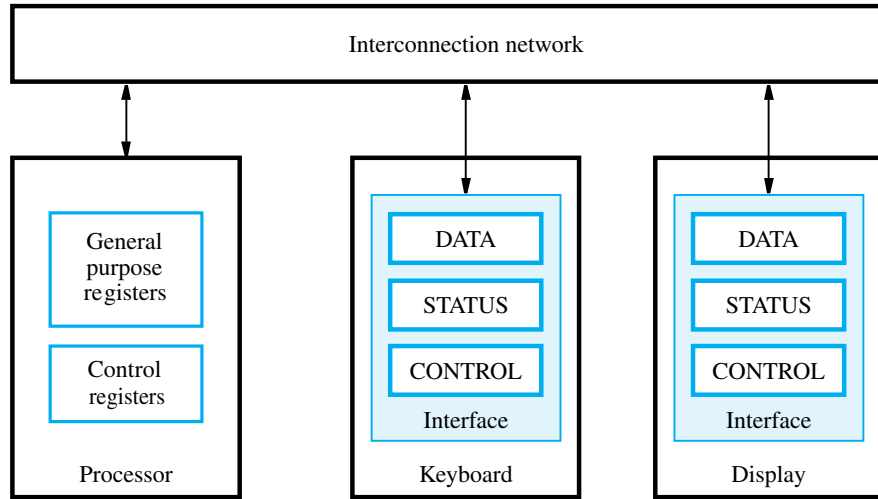 Interconnection network
General
purpose
registers
Control
registers
Processor
DATA
STATUS
CONTROL
Interface
Keyboard
DATA
STATUS
CONTROL
Interface
Display